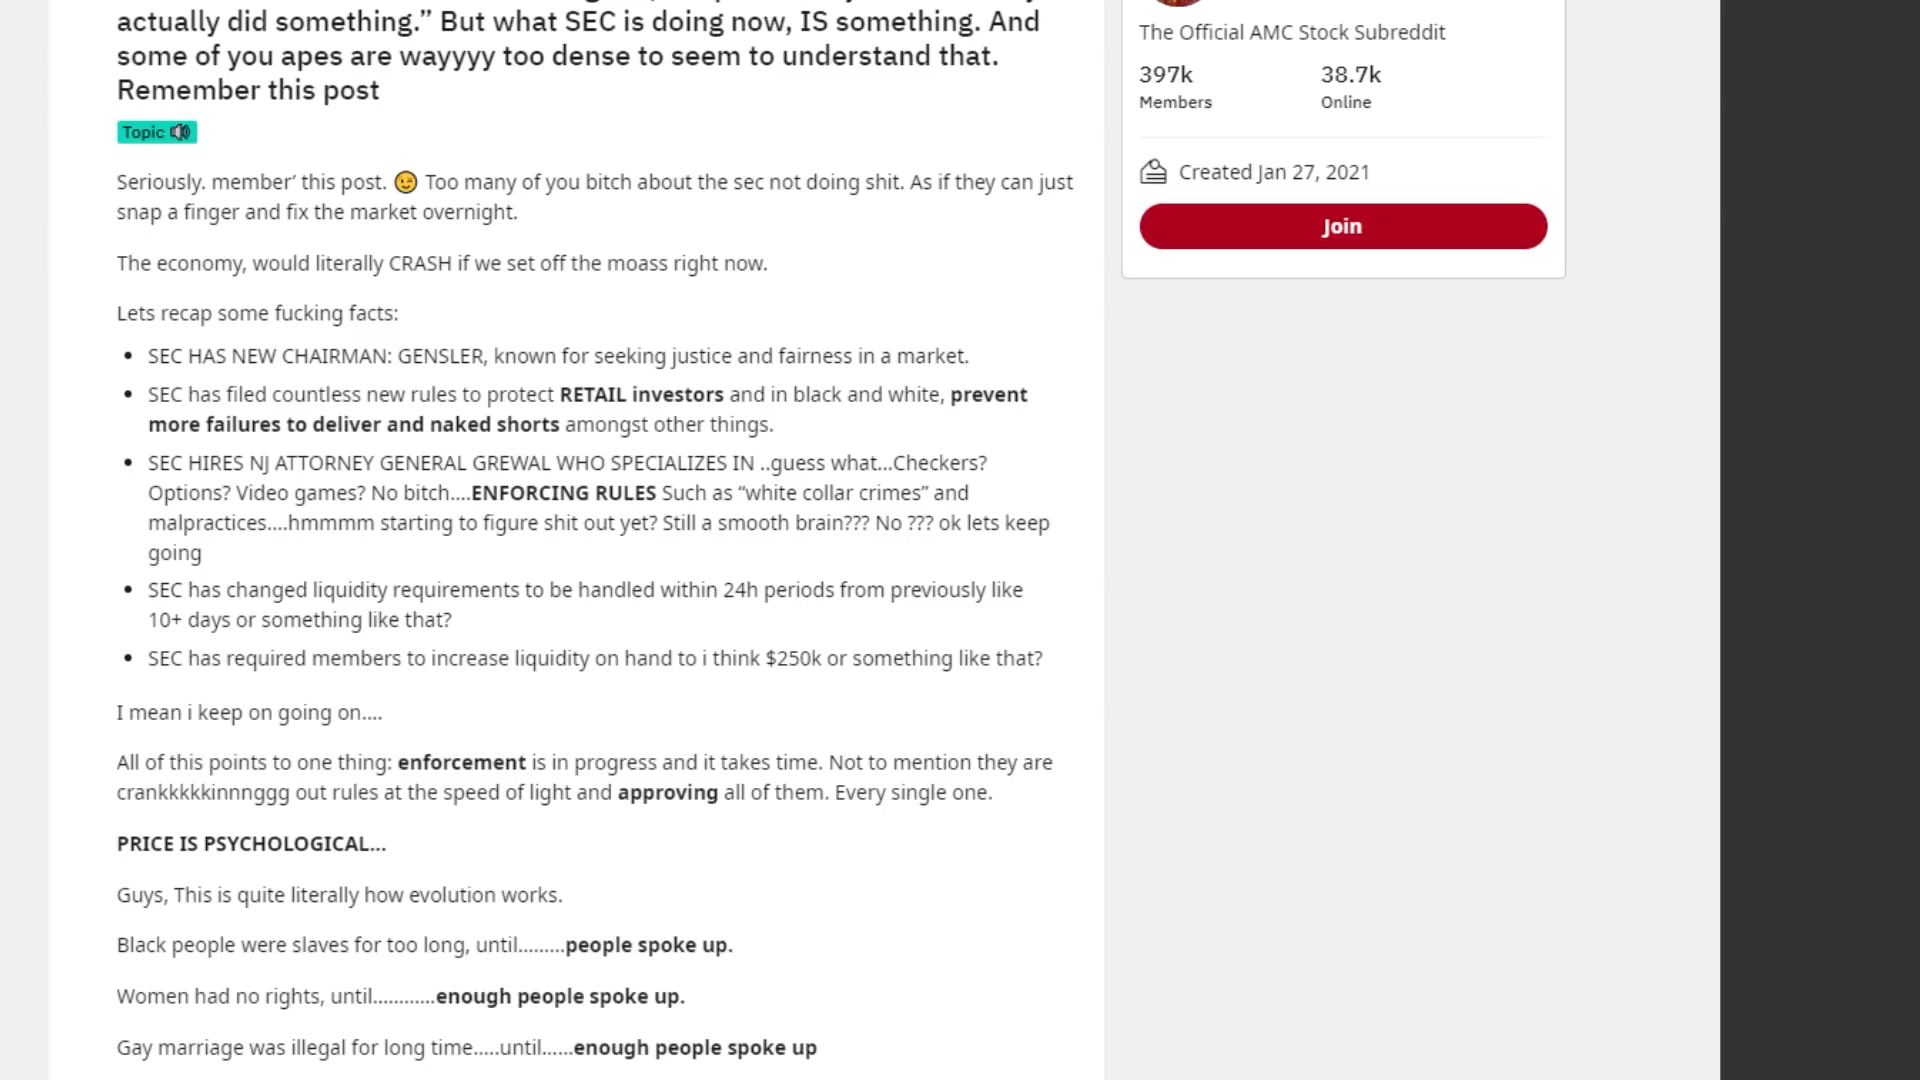 actually did something.” But what SEC is doing now, IS something. And
some of you apes are wayyyy too dense to seem to understand that.
Remember this post
Topic 🔊
Seriously. member’ this post. 😉 Too many of you bitch about the sec not doing shit. As if they can just
snap a finger and fix the market overnight.
The economy, would literally CRASH if we set off the moass right now.
Lets recap some fucking facts:
• SEC HAS NEW CHAIRMAN: GENSLER, known for seeking justice and fairness in a market.
• SEC has filed countless new rules to protect RETAIL investors and in black and white, prevent
more failures to deliver and naked shorts amongst other things.
• SEC HIRES NJ ATTORNEY GENERAL GREWAL WHO SPECIALIZES IN ..guess what...Checkers?
Options? Video games? No bitch....ENFORCING RULES Such as “white collar crimes” and
malpractices....hmmmm starting to figure shit out yet? Still a smooth brain??? No ??? ok lets keep
going
• SEC has changed liquidity requirements to be handled within 24h periods from previously like
10+ days or something like that?
• SEC has required members to increase liquidity on hand to i think $250k or something like that?
I mean i keep on going on....
All of this points to one thing: enforcement is in progress and it takes time. Not to mention they are
crankkkkkinnnggg out rules at the speed of light and approving all of them. Every single one.
PRICE IS PSYCHOLOGICAL...
Guys, This is quite literally how evolution works.
Black people were slaves for too long, until.........people spoke up.
Women had no rights, until............enough people spoke up.
Gay marriage was illegal for long time.....until......enough people spoke up
The Official AMC Stock Subreddit
397k 38.7k
Members Online
Created Jan 27, 2021
Join